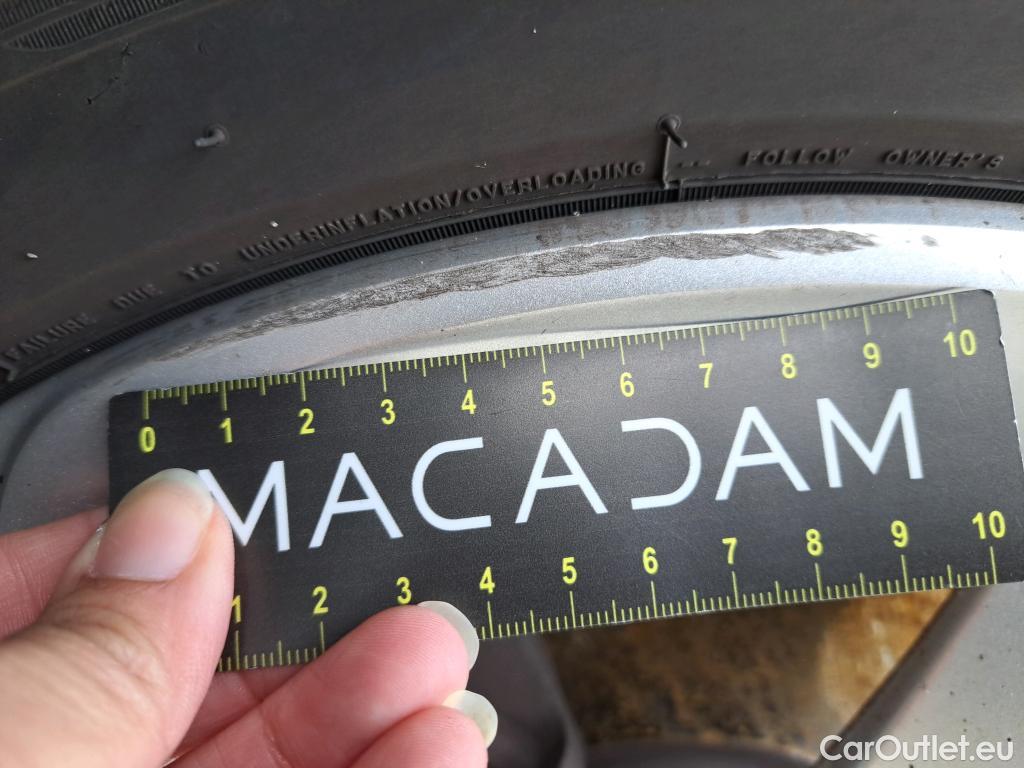 FAILURE DUE TO UNDERINFLATION/OVERLOADING ... FOLLOW OWNER'S
0 1 2 3 4 5 6 7 8 9 10
MACADAM
1 2 3 4 5 6 7 8 9 10
CarOutlet.eu